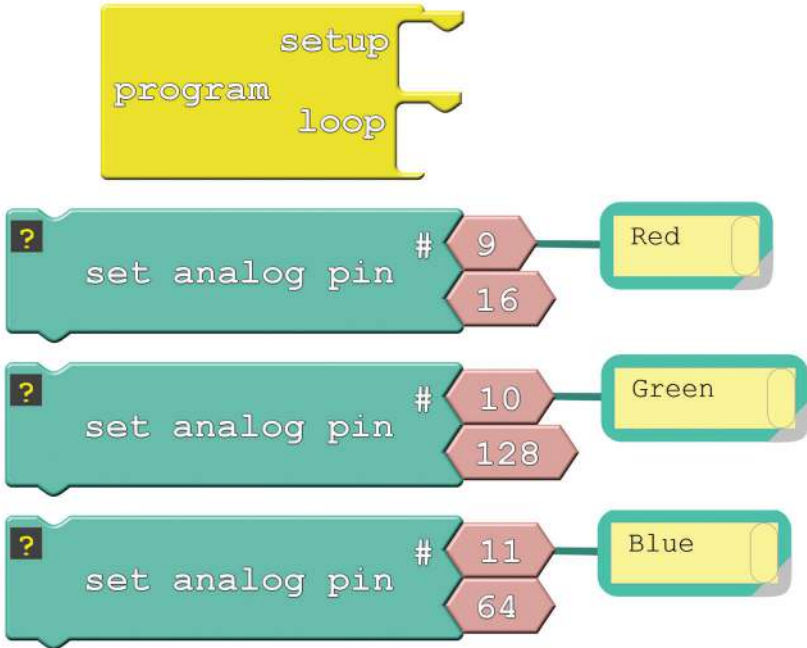 setup
program
loop
? # 9 Red
set analog pin
16
? # 10 Green
set analog pin
128
? # 11 Blue
set analog pin
64